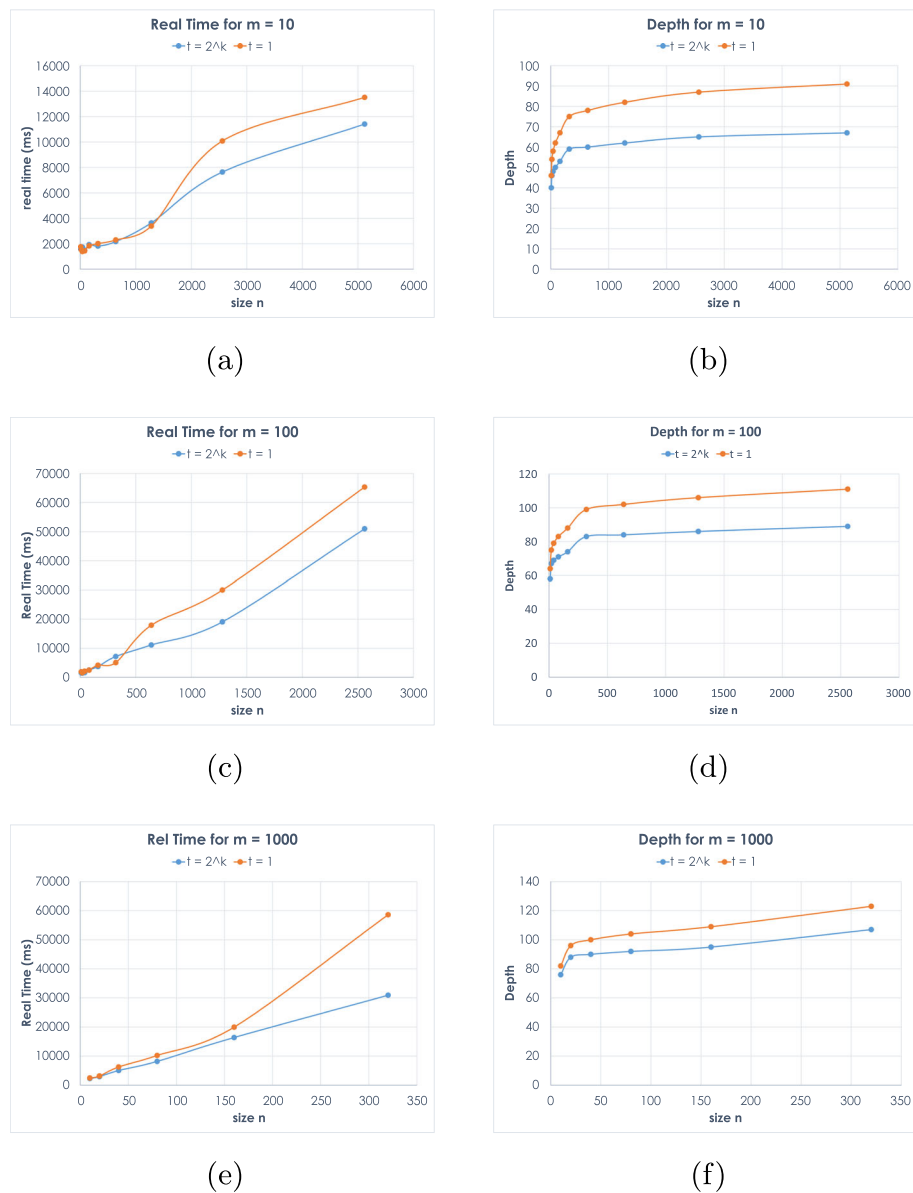 Real Time for m = 10
t = 2^k t = 1
16000
14000
12000
10000
8000
6000
4000
2000
0
real time (ms)
0 1000 2000 3000 4000 5000 6000
size n
(a)
Depth for m = 10
t = 2^k t = 1
100
90
80
70
60
50
40
30
20
10
0
Depth
0 1000 2000 3000 4000 5000 6000
size n
(b)
Real Time for m = 100
t = 2^k t = 1
70000
60000
50000
40000
30000
20000
10000
0
Real Time (ms)
0 500 1000 1500 2000 2500 3000
size n
(c)
Depth for m = 100
t = 2^k t = 1
120
100
80
60
40
20
0
Depth
0 500 1000 1500 2000 2500 3000
size n
(d)
Rel Time for m = 1000
t = 2^k t = 1
70000
60000
50000
40000
30000
20000
10000
0
Real Time (ms)
0 50 100 150 200 250 300 350
size n
(e)
Depth for m = 1000
t = 2^k t = 1
140
120
100
80
60
40
20
0
Depth
0 50 100 150 200 250 300 350
size n
(f)